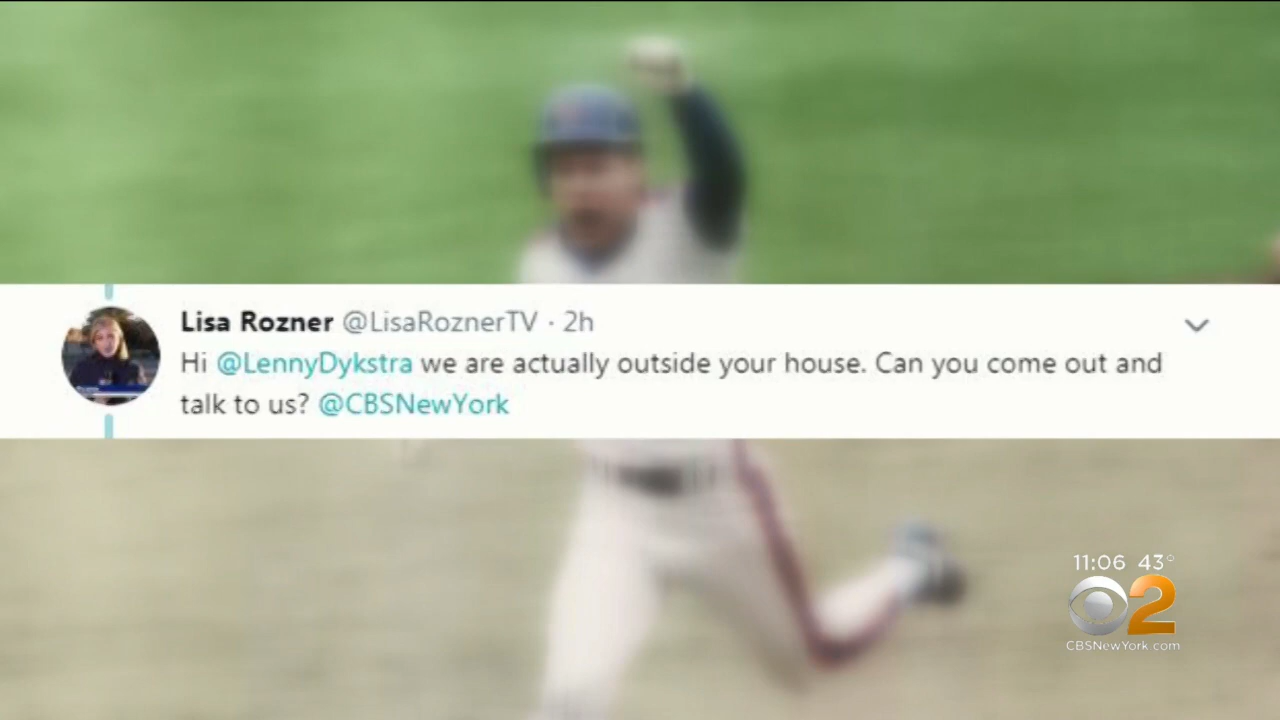 Lisa Rozner @LisaRoznerTV · 2h
Hi @LennyDykstra we are actually outside your house. Can you come out and
talk to us? @CBSNewYork
11:06 43°
2
CBSNewYork.com